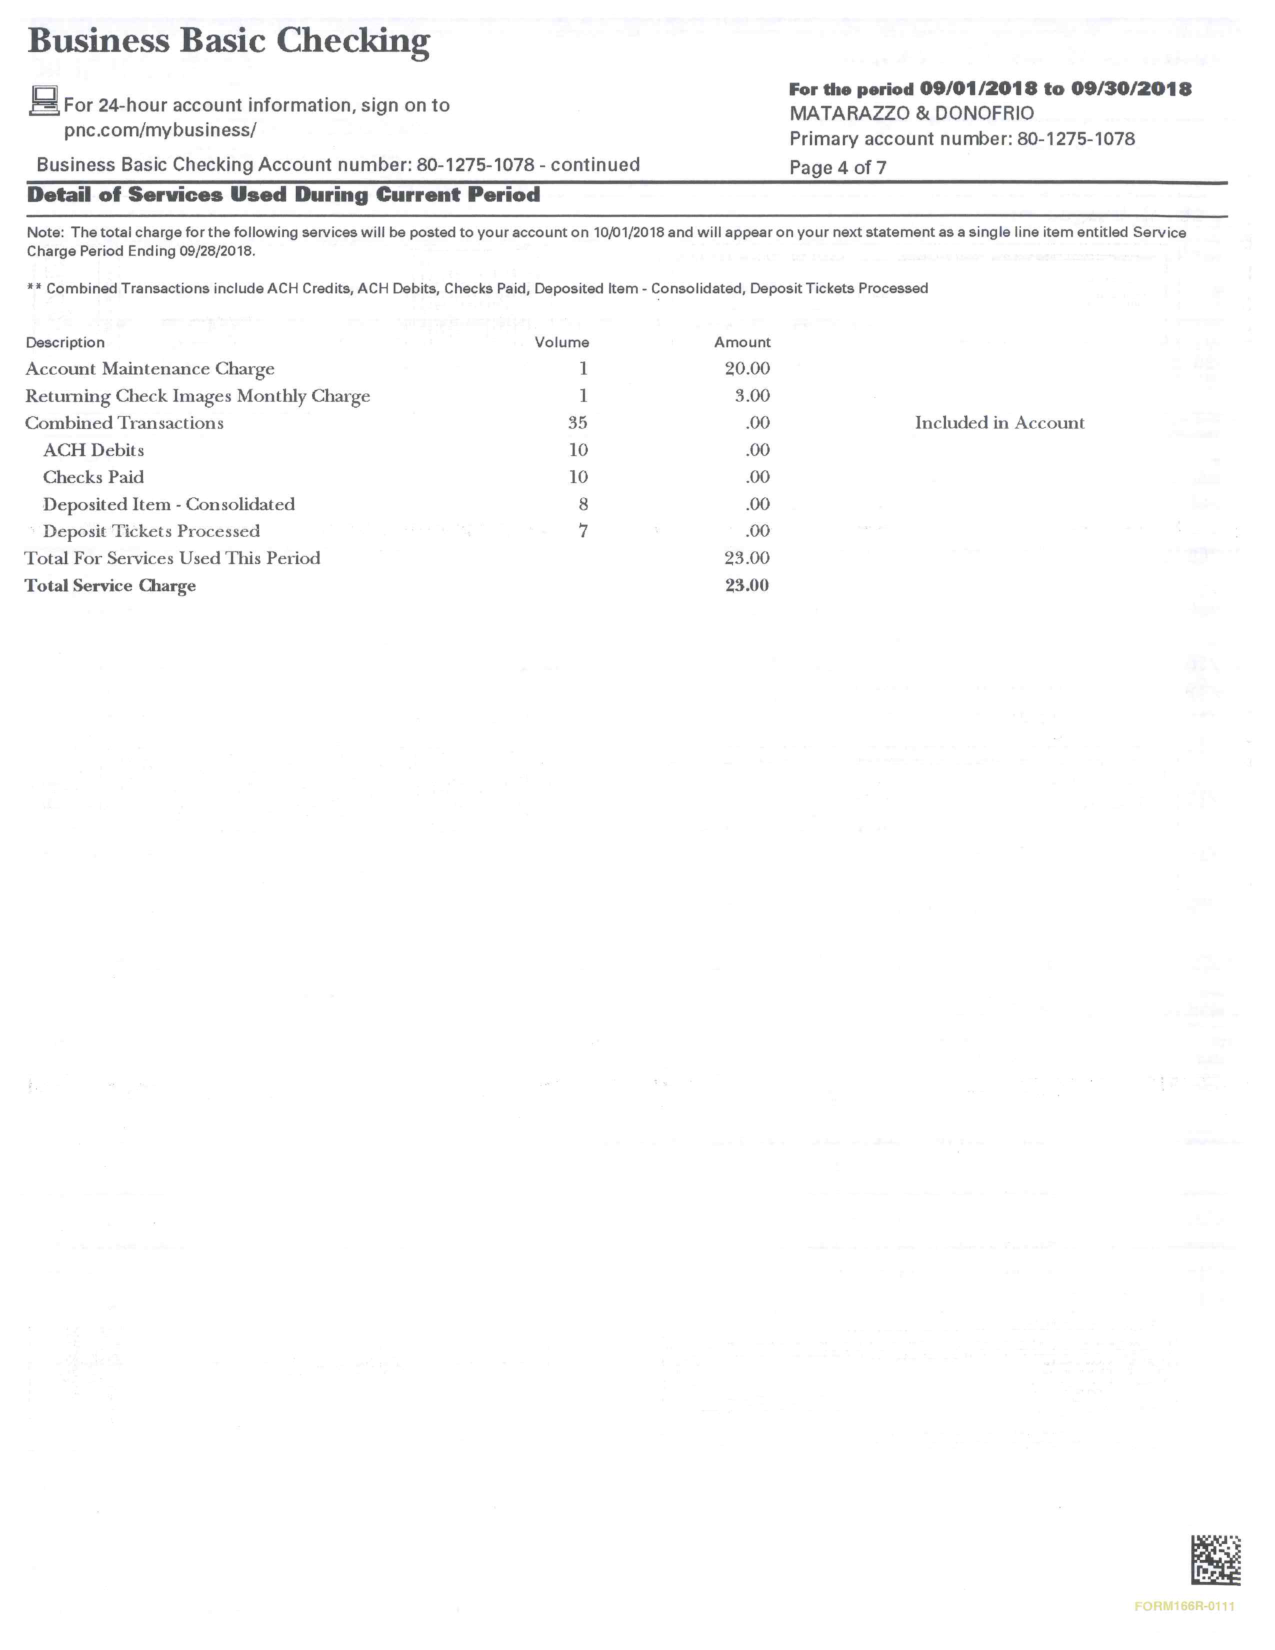 Business Basic Checking
For 24-hour account information, sign on to
pnc.com/mybusiness/
For the period 09/01/2018 to 09/30/2018
MATARAZZO & DONOFRIO
Primary account number: 80-1275-1078
Business Basic Checking Account number: 80-1275-1078 - continued
Page 4 of 7
Detail of Services Used During Current Period
Note: The total charge for the following services will be posted to your account on 10/01/2018 and will appear on your next statement as a single line item entitled Service
Charge Period Ending 09/28/2018.
** Combined Transactions include ACH Credits, ACH Debits, Checks Paid, Deposited Item - Consolidated, Deposit Tickets Processed
Description Volume Amount
Account Maintenance Charge 1 20.00
Returning Check Images Monthly Charge 1 3.00
Combined Transactions 35 .00 Included in Account
ACH Debits 10 .00
Checks Paid 10 .00
Deposited Item - Consolidated 8 .00
Deposit Tickets Processed 7 .00
Total For Services Used This Period 23.00
Total Service Charge 23.00
FORM166R-0111